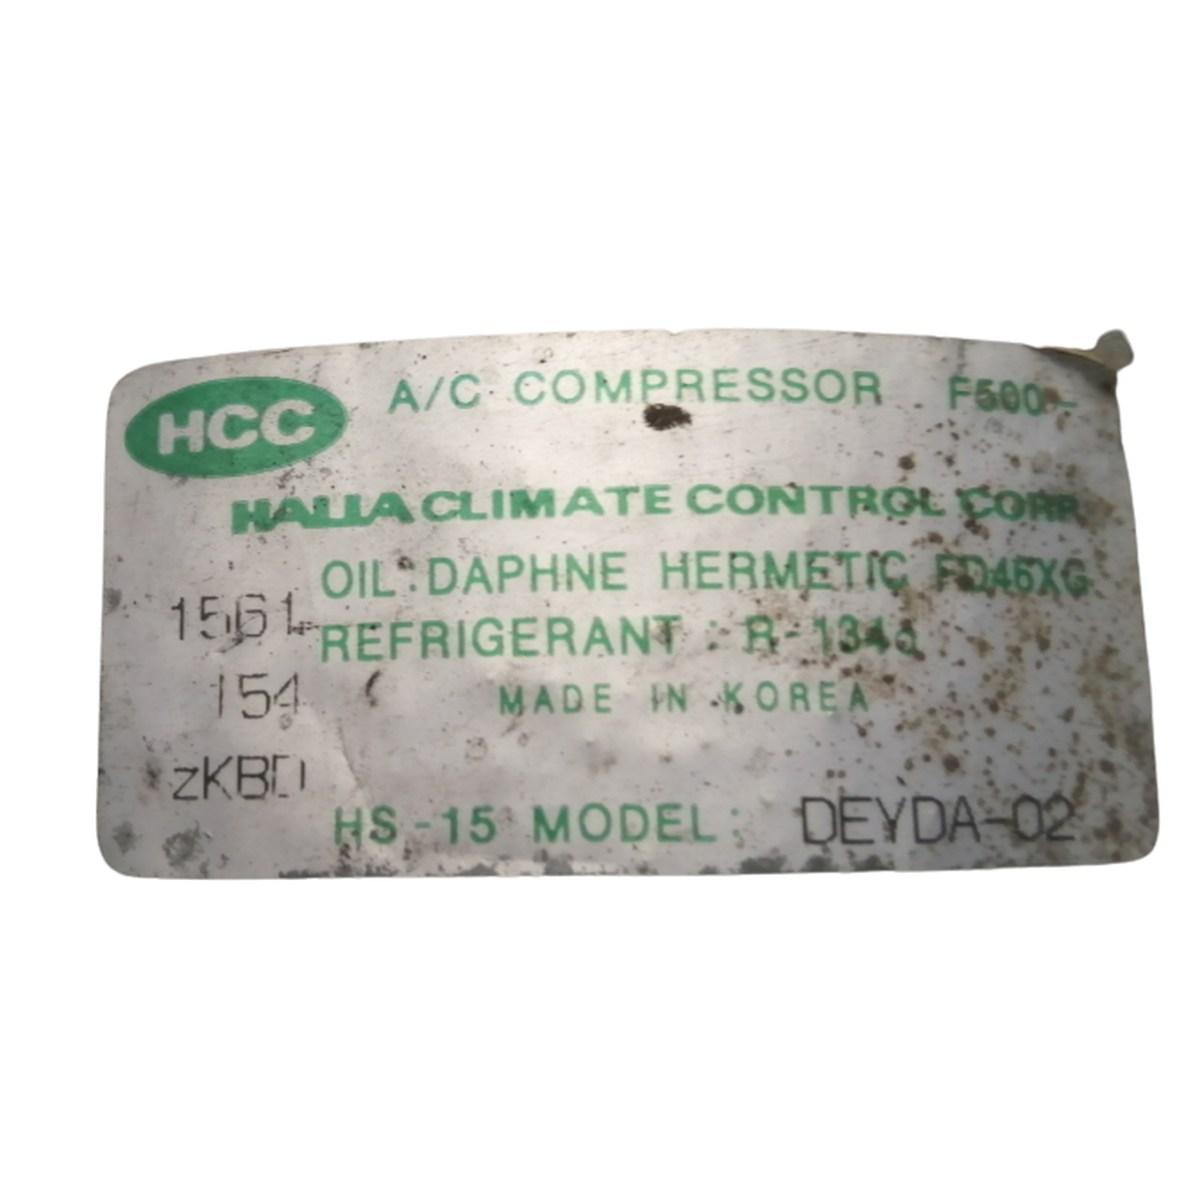 HCC A/C COMPRESSOR F500
HALLA CLIMATE CONTROL CORP.
OIL : DAPHNE HERMETIC FD46XG
1561
REFRIGERANT : R-134a
154
MADE IN KOREA
zKBD
HS-15 MODEL: DEYDA-02